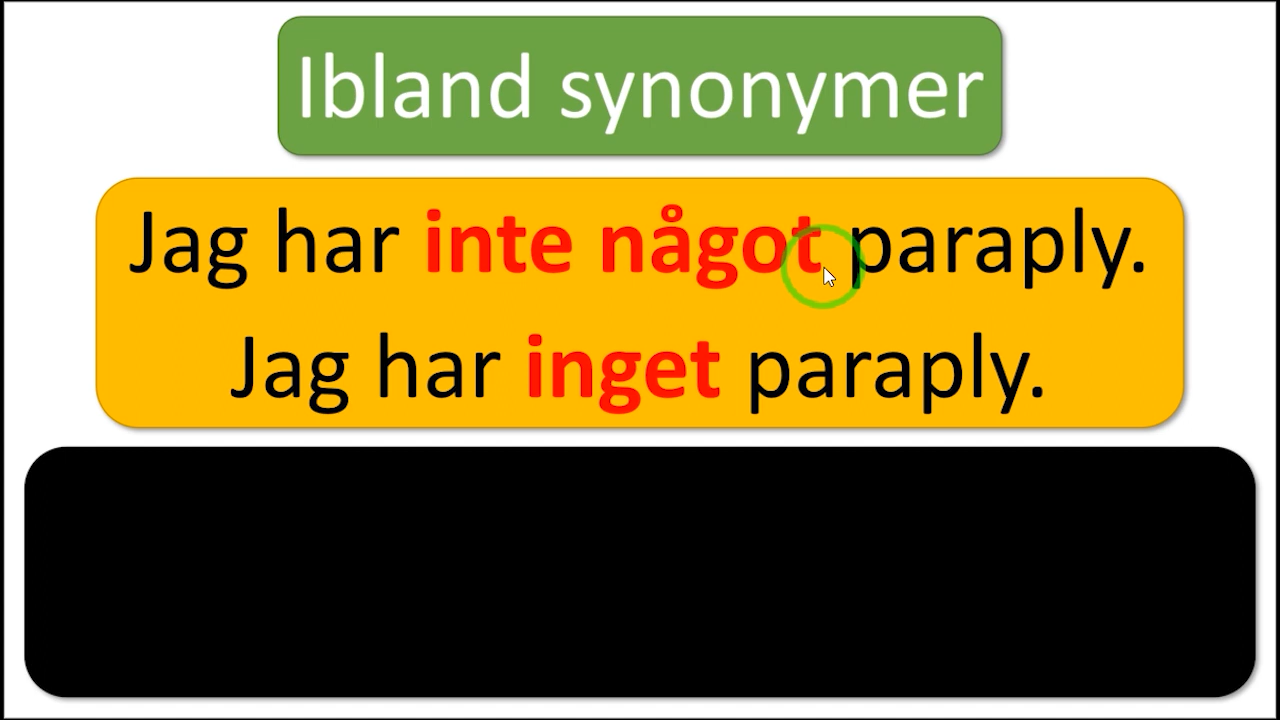 Ibland synonymer
Jag har inte något paraply.
Jag har inget paraply.